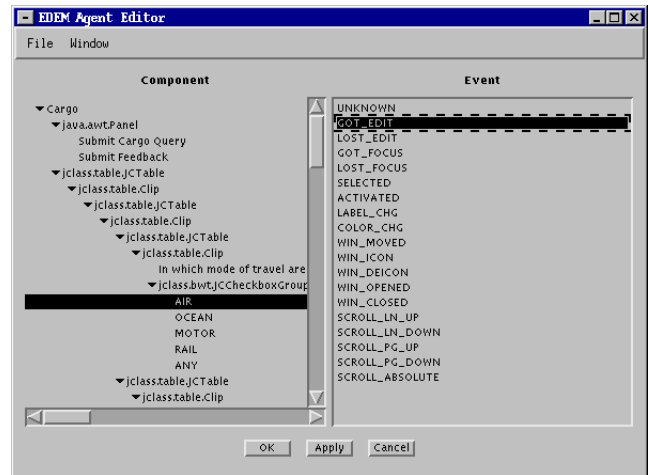 EDEM Agent Editor
File Window
Component
Cargo
java.awt.Panel
Submit Cargo Query
Submit Feedback
jclass.table.JCTable
jclass.table.Clip
jclass.table.JCTable
jclass.table.Clip
jclass.table.JCTable
jclass.table.Clip
In which mode of travel are
jclass.bwt.JCCheckboxGroup
AIR
OCEAN
MOTOR
RAIL
ANY
jclass.table.JCTable
jclass.table.Clip
Event
UNKNOWN
GOT_EDIT
LOST_EDIT
GOT_FOCUS
LOST_FOCUS
SELECTED
ACTIVATED
LABEL_CHG
COLOR_CHG
WIN_MOVED
WIN_ICON
WIN_DEICON
WIN_OPENED
WIN_CLOSED
SCROLL_LN_UP
SCROLL_LN_DOWN
SCROLL_PG_UP
SCROLL_PG_DOWN
SCROLL_ABSOLUTE
OK Apply Cancel